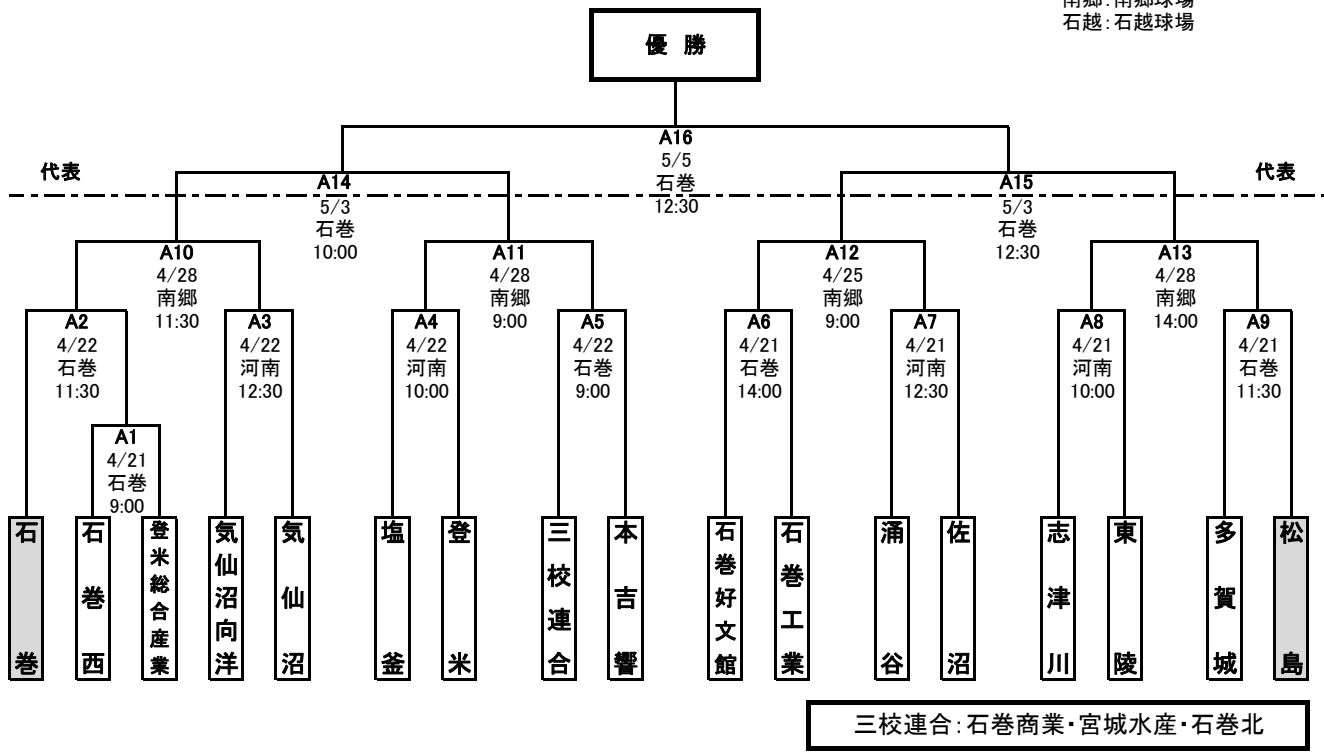 南郷：南郷球場
石越：石越球場
優 勝
A16
5/5
石巻
12:30
代表
代表
A14
5/3
石巻
10:00
A15
5/3
石巻
12:30
A10
4/28
南郷
11:30
A11
4/28
南郷
9:00
A12
4/25
南郷
9:00
A13
4/28
南郷
14:00
A2
4/22
石巻
11:30
A3
4/22
河南
12:30
A4
4/22
河南
10:00
A5
4/22
石巻
9:00
A6
4/21
石巻
14:00
A7
4/21
河南
12:30
A8
4/21
河南
10:00
A9
4/21
石巻
11:30
A1
4/21
石巻
9:00
石巻
石巻西
登米総合産業
気仙沼向洋
気仙沼
塩釜
登米
三校連合
本吉響
石巻好文館
石巻工業
涌谷
佐沼
志津川
東陵
多賀城
松島
三校連合：石巻商業・宮城水産・石巻北